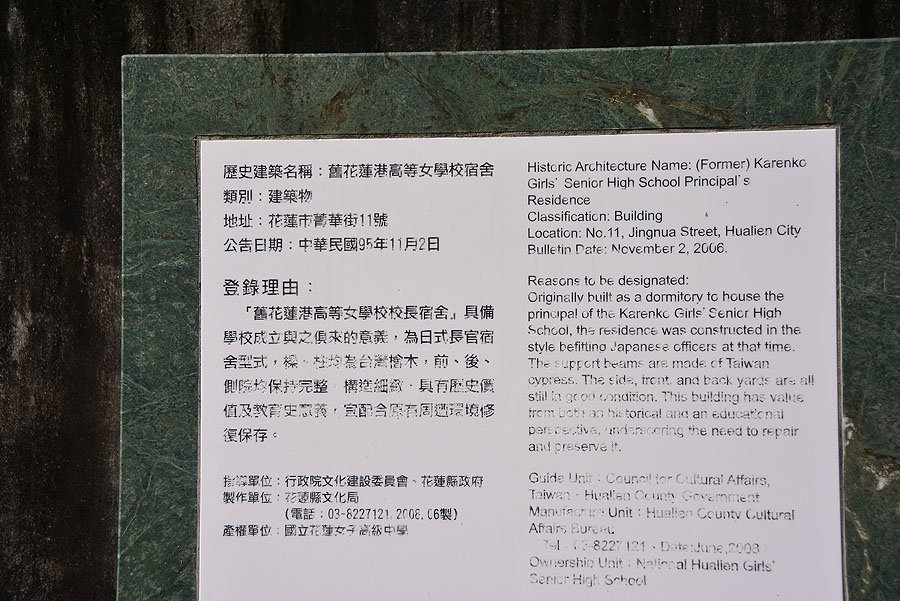 歷史建築名稱：舊花蓮港高等女學校宿舍
類別：建築物
地址：花蓮市菁華街11號
公告日期：中華民國95年11月2日
登錄理由：
「舊花蓮港高等女學校校長宿舍」具備
學校成立與之俱來的意義，為日式長官宿
舍型式，樑、柱均為台灣檜木，前、後、
側院均保持完整，構造細緻，具有歷史價
值及教育史意義，宜配合原有周遭環境修
復保存。
指導單位：行政院文化建設委員會、花蓮縣政府
製作單位：花蓮縣文化局
(電話：03-8227121 2008.06製)
產權單位：國立花蓮女子高級中學
Historic Architecture Name: (Former) Karenko
Girls' Senior High School Principal's
Residence
Classification: Building
Location: No.11, Jingnua Street, Hualien City
Bulletin Date: November 2, 2006.
Reasons to be designated:
Originally built as a dormitory to house the
principal of the Karenko Girls' Senior High
School, the residence was constructed in the
style befitting Japanese officers at that time.
The support beams are made of Taiwan
cypress. The side, front, and back yards are all
still in good condition. This building has value
from both an historical and an educational
perspective, underscoring the need to repair
and preserve it.
Guide Unit：Council for Cultural Affairs,
Taiwan、Hualien County Government
Manufacture Unit：Hualien County Cultural
Affairs Bureau
(Tel：03-8227121、Date:June,2008)
Ownership Unit：National Hualien Girls'
Senior High School